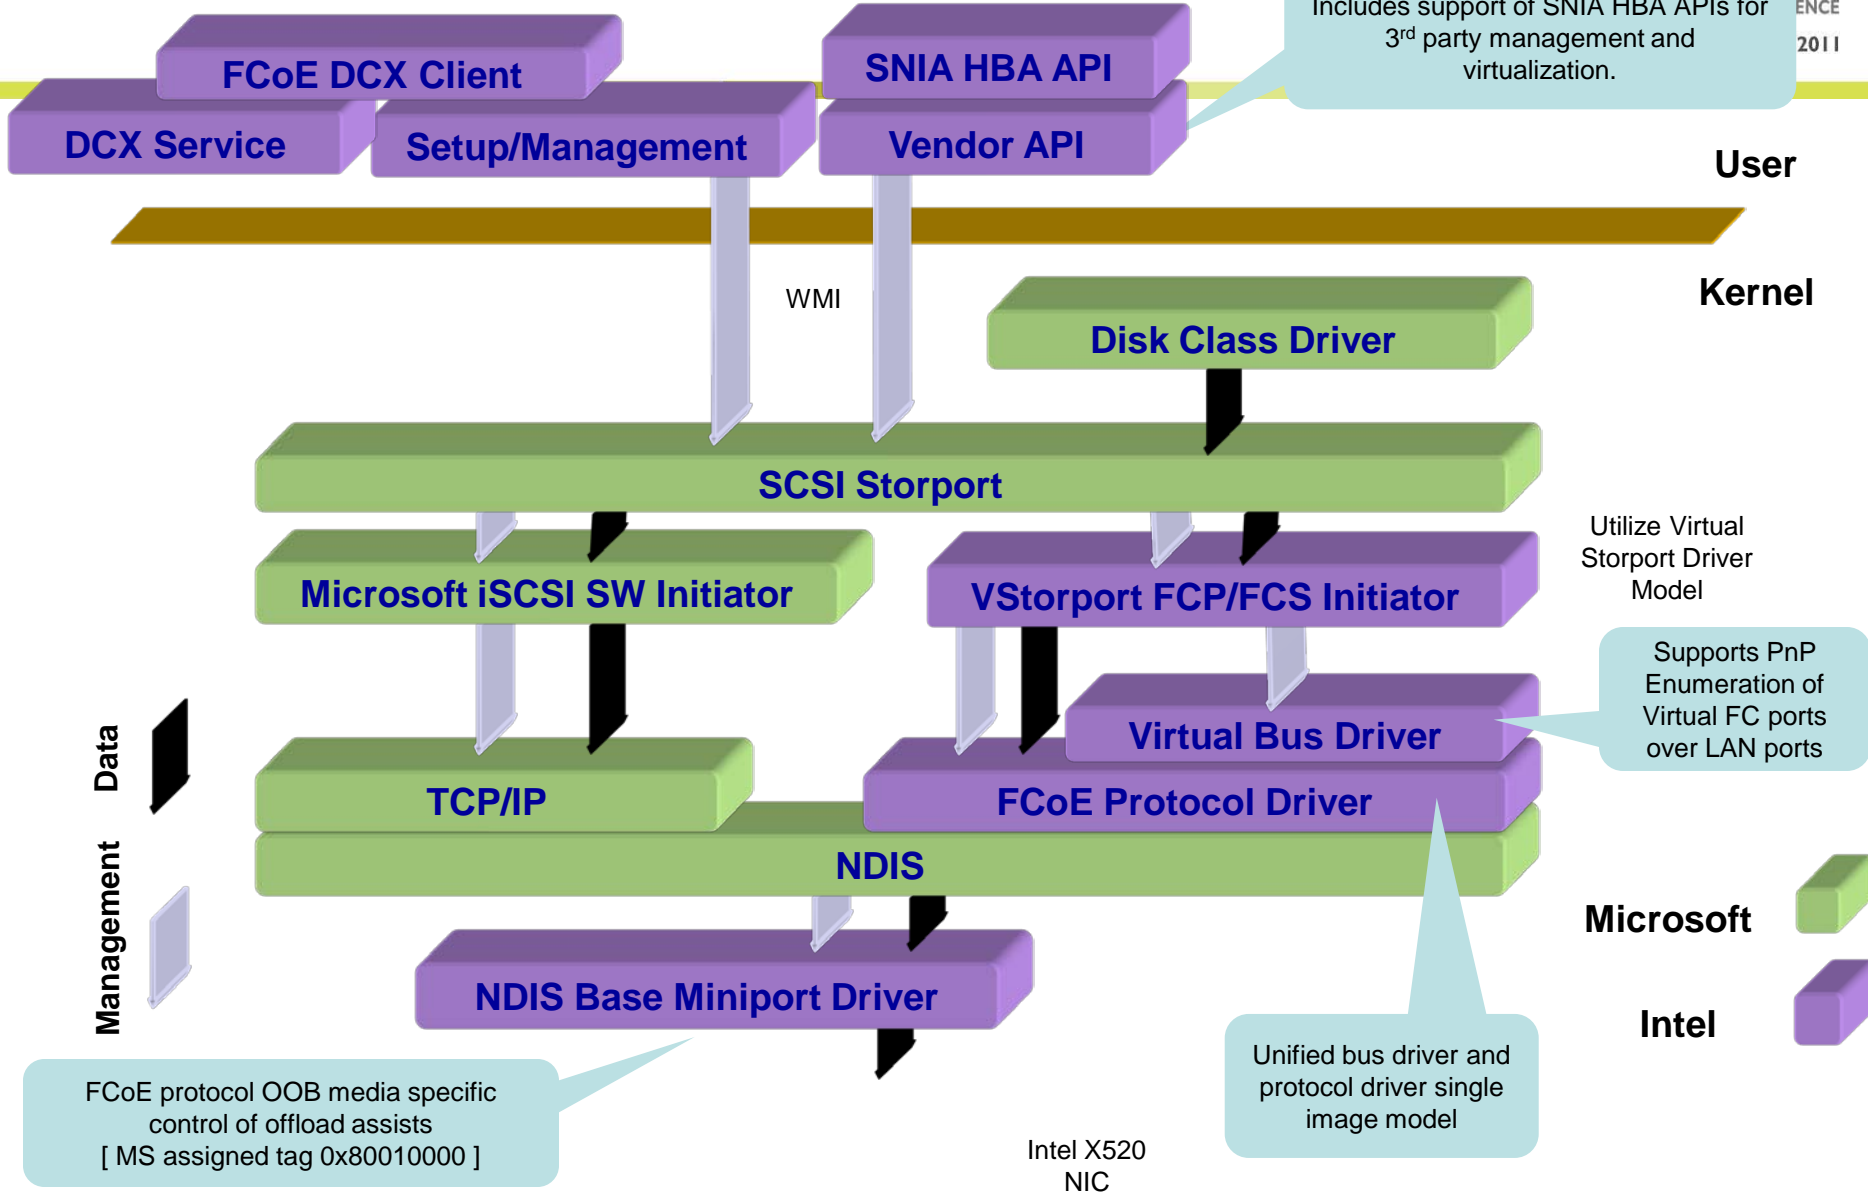 Includes support of SNIA HBA APIs for
3rd party management and
virtualization.
ENCE
2011
FCoE DCX Client
SNIA HBA API
DCX Service
Setup/Management
Vendor API
User
Kernel
WMI
Disk Class Driver
SCSI Storport
Utilize Virtual
Storport Driver
Model
Microsoft iSCSI SW Initiator
VStorport FCP/FCS Initiator
Supports PnP
Enumeration of
Virtual FC ports
over LAN ports
Virtual Bus Driver
Data
TCP/IP
FCoE Protocol Driver
NDIS
Management
Microsoft
NDIS Base Miniport Driver
Intel
Unified bus driver and
protocol driver single
image model
FCoE protocol OOB media specific
control of offload assists
[ MS assigned tag 0x80010000 ]
Intel X520
NIC